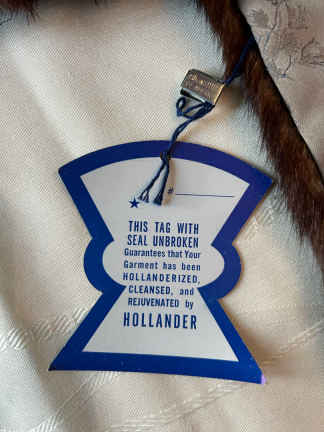 #
THIS TAG WITH
SEAL UNBROKEN
Guarantees that Your
Garment has been
HOLLANDERIZED,
CLEANSED, and
REJUVENATED by
HOLLANDER